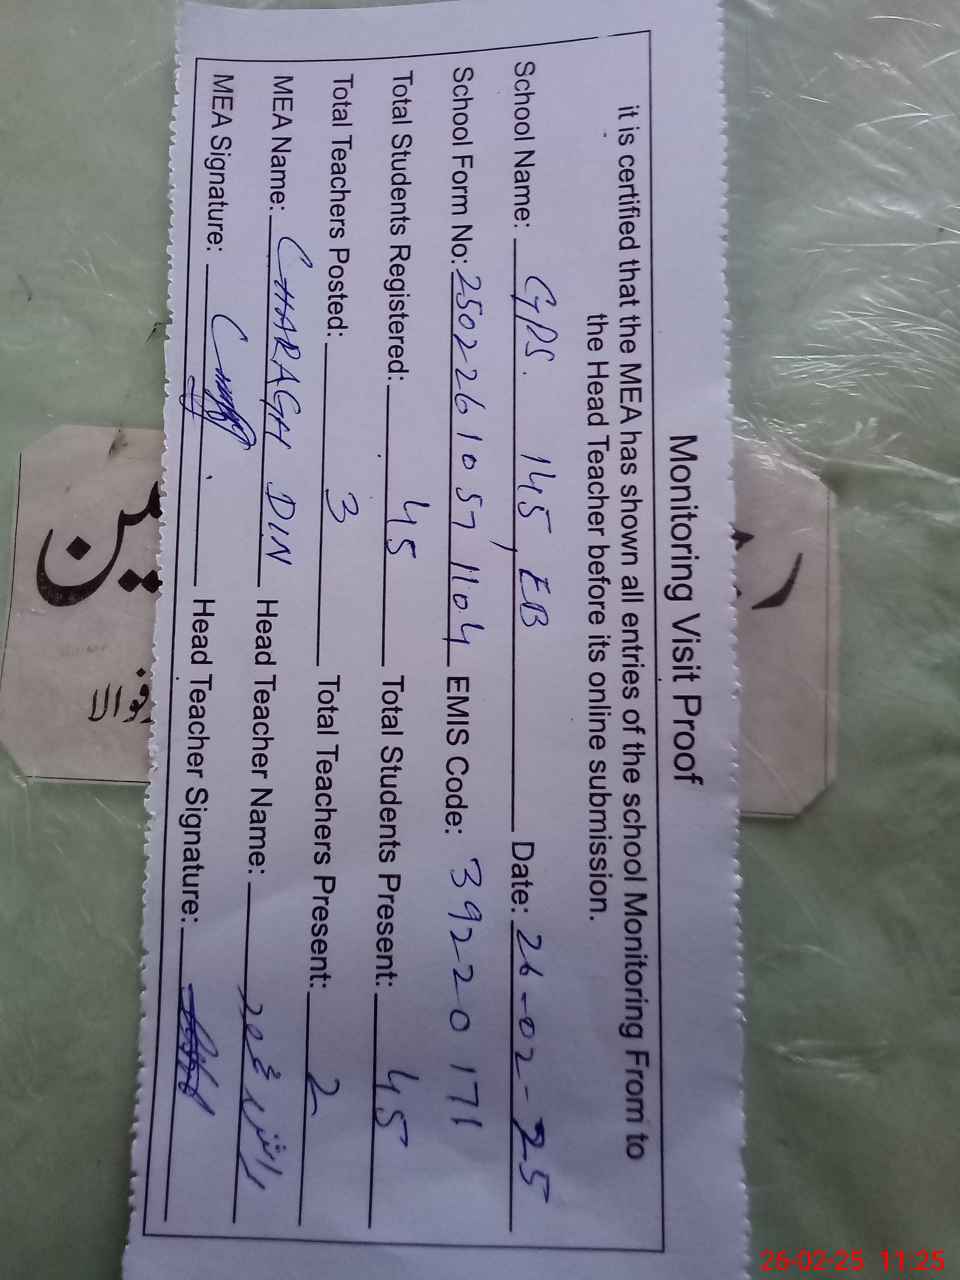 Monitoring Visit Proof
it is certified that the MEA has shown all entries of the school Monitoring From to
the Head Teacher before its online submission.
School Name: GPS. 145, EB Date: 26-02-25
School Form No: 250226105711104 EMIS Code: 39220171
Total Students Registered: 45 Total Students Present: 45
Total Teachers Posted: 3 Total Teachers Present: 2
MEA Name: CHARAGH DIN Head Teacher Name: راشد
MEA Signature: Head Teacher Signature:
26-02-25 11:25